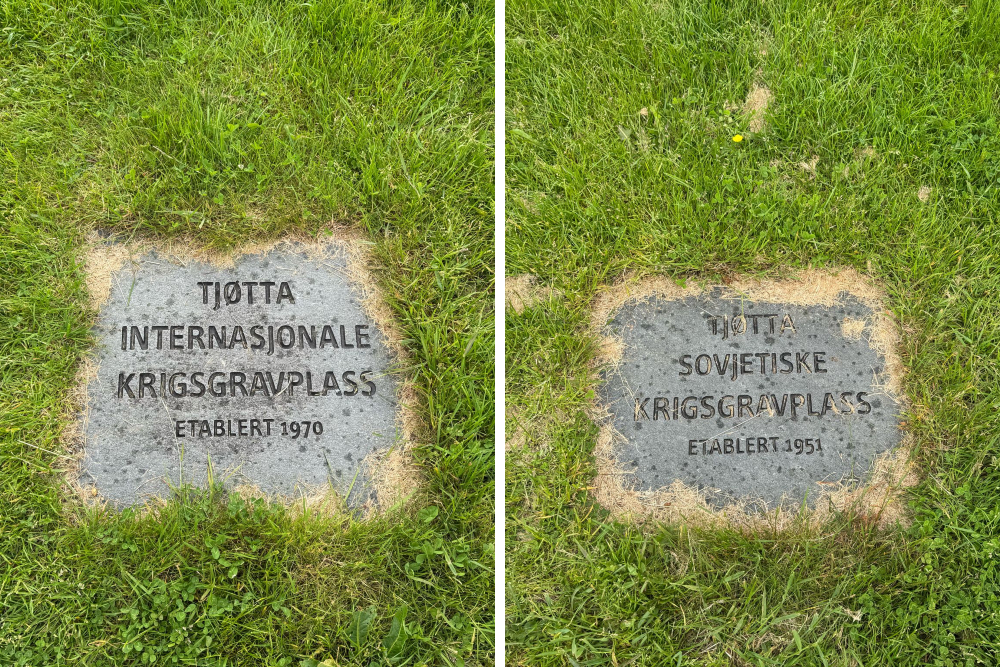 TJØTTA
INTERNASJONALE
KRIGSGRAVPLASS
ETABLERT 1970
TJØTTA
SOVJETISKE
KRIGSGRAVPLASS
ETABLERT 1951